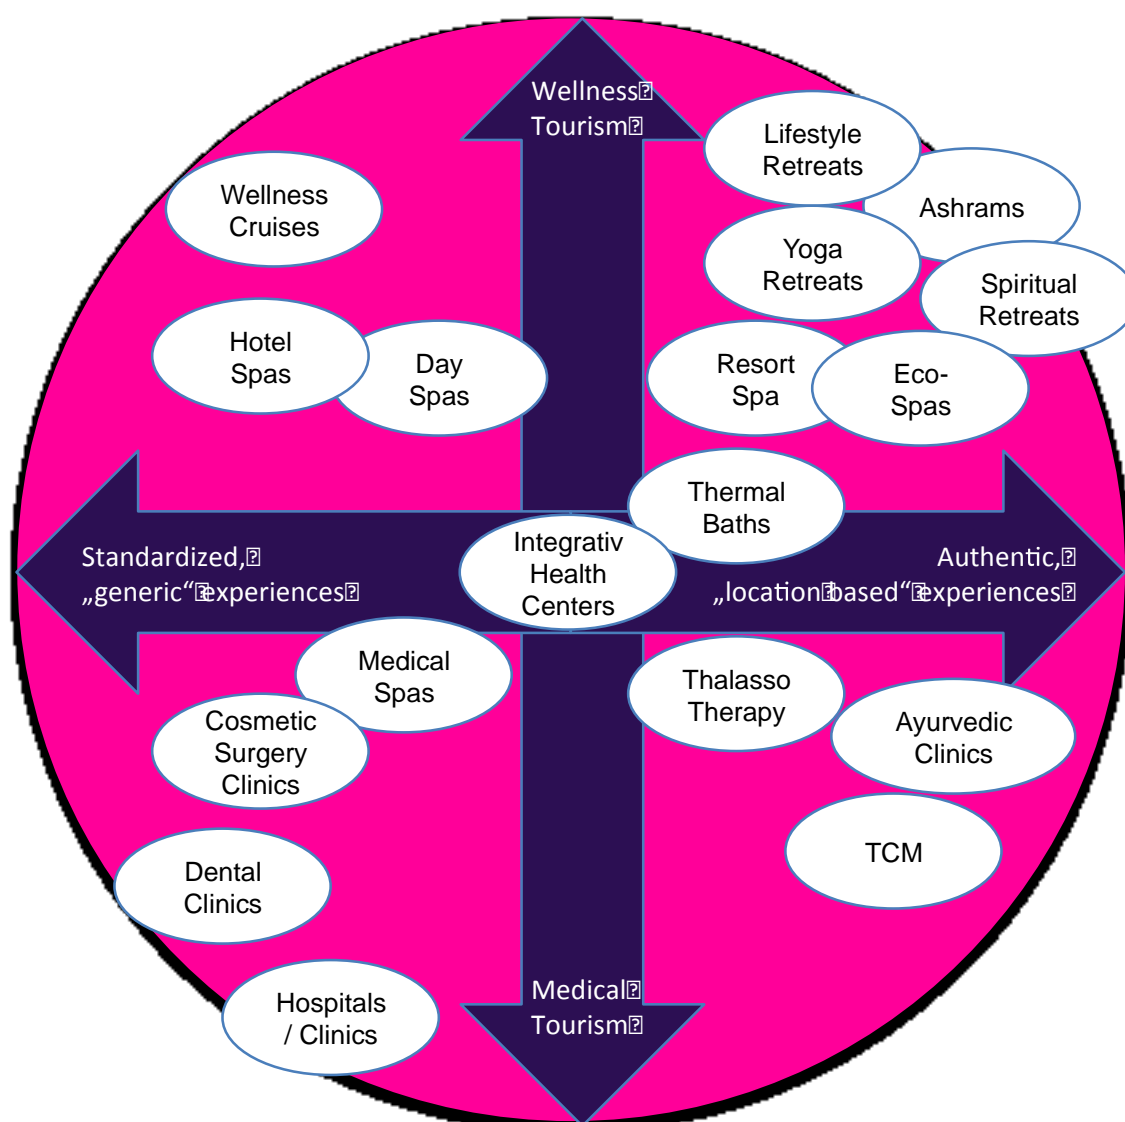 Wellness
Tourism
Lifestyle
Retreats
Wellness
Cruises
Ashrams
Yoga
Retreats
Spiritual
Retreats
Hotel
Spas
Day
Spas
Resort
Spa
Eco-
Spas
Thermal
Baths
Standardized,
„generic“ experiences
Integrativ
Health
Centers
Authentic,
„location based“ experiences
Medical
Spas
Thalasso
Therapy
Cosmetic
Surgery
Clinics
Ayurvedic
Clinics
TCM
Dental
Clinics
Hospitals
/ Clinics
Medical
Tourism